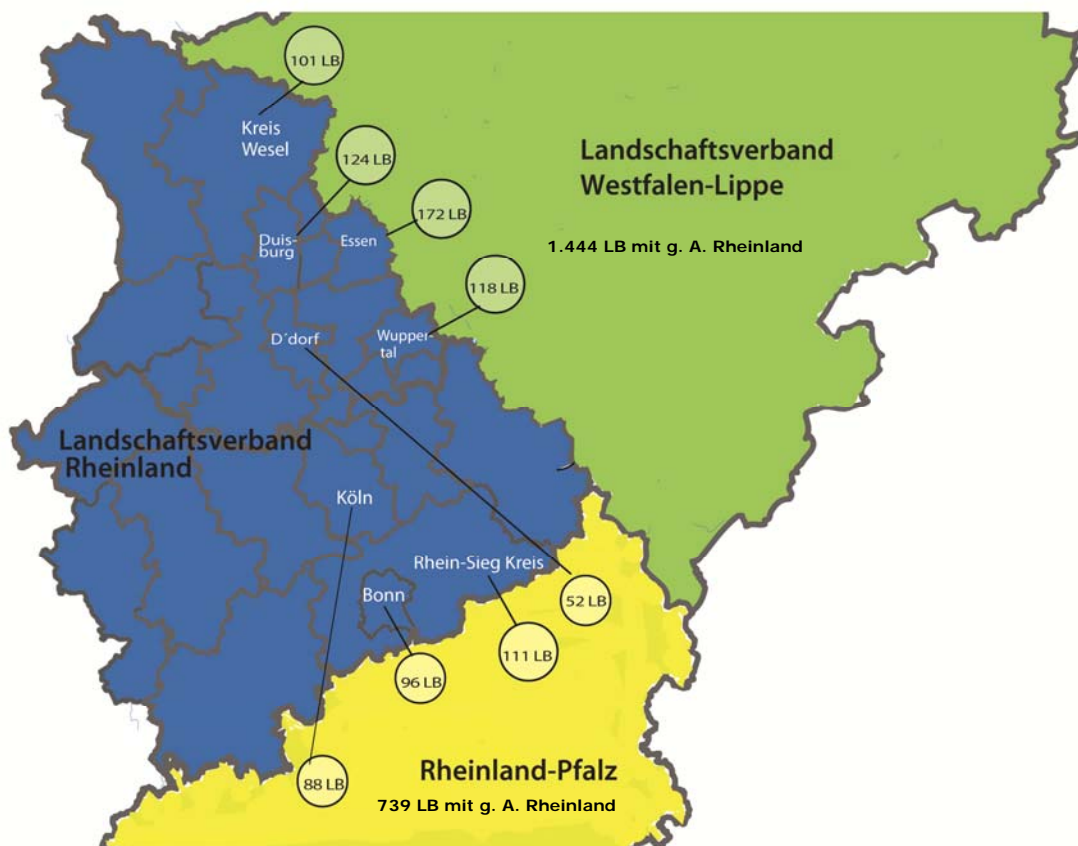 101 LB
Kreis
Wesel
124 LB
Landschaftsverband
Westfalen-Lippe
172 LB
Duis-
burg
Essen
1.444 LB mit g. A. Rheinland
118 LB
D´dorf
Wupper-
tal
Landschaftsverband
Rheinland
Köln
Rhein-Sieg Kreis
Bonn
52 LB
111 LB
96 LB
Rheinland-Pfalz
88 LB
739 LB mit g. A. Rheinland